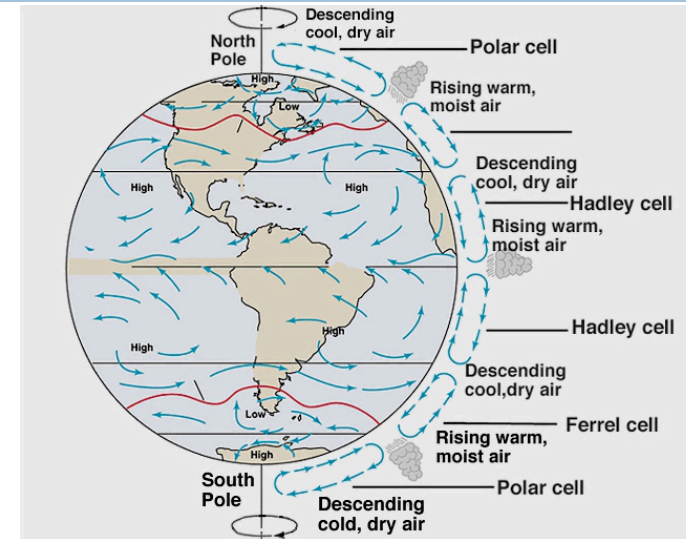 Descending
cool, dry air
North
Pole
Polar cell
High
Rising warm,
moist air
Low
Descending
cool, dry air
High
High
Hadley cell
Rising warm,
moist air
High
Hadley cell
High
Descending
cool,dry air
Low
Ferrel cell
Rising warm,
moist air
High
South
Pole
Polar cell
Descending
cold, dry air